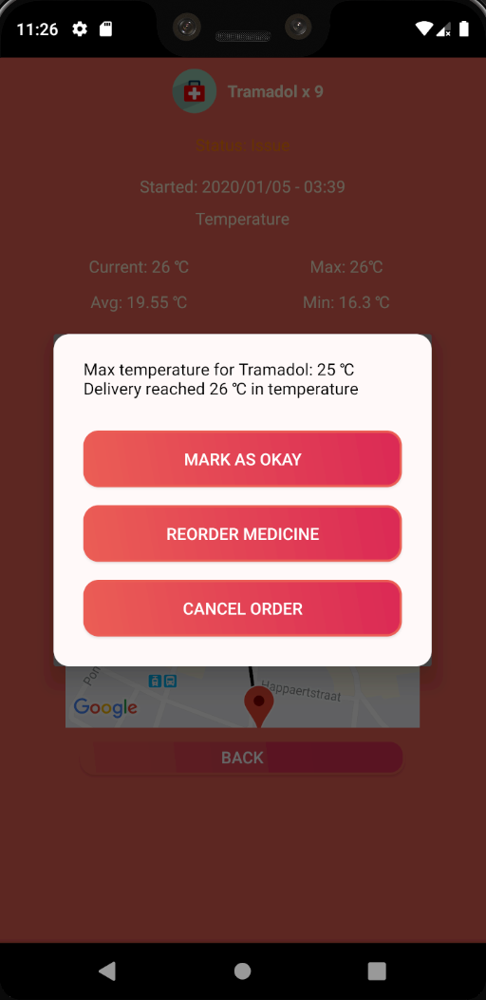 11:26
Tramadol x 9
Status: Issue
Started: 2020/01/05 - 03:39
Temperature
Current: 26 ℃
Max: 26℃
Avg: 19.55 ℃
Min: 16.3 ℃
Max temperature for Tramadol: 25 ℃
Delivery reached 26 ℃ in temperature
MARK AS OKAY
REORDER MEDICINE
CANCEL ORDER
Happaertstraat
Google
BACK